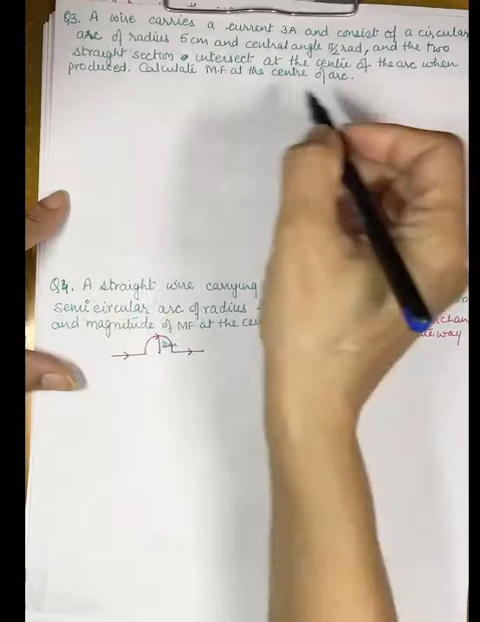 Q3. A wire carries a current 3A and consist of a circular
arc of radius 5cm and central angle π/2 rad, and the two
straight section intersect at the centre of the arc when
produced. Calculate M.F at the centre of arc.
Q4. A straight wire carrying
semi circular arc of radius
and magnitude of MF at the
way